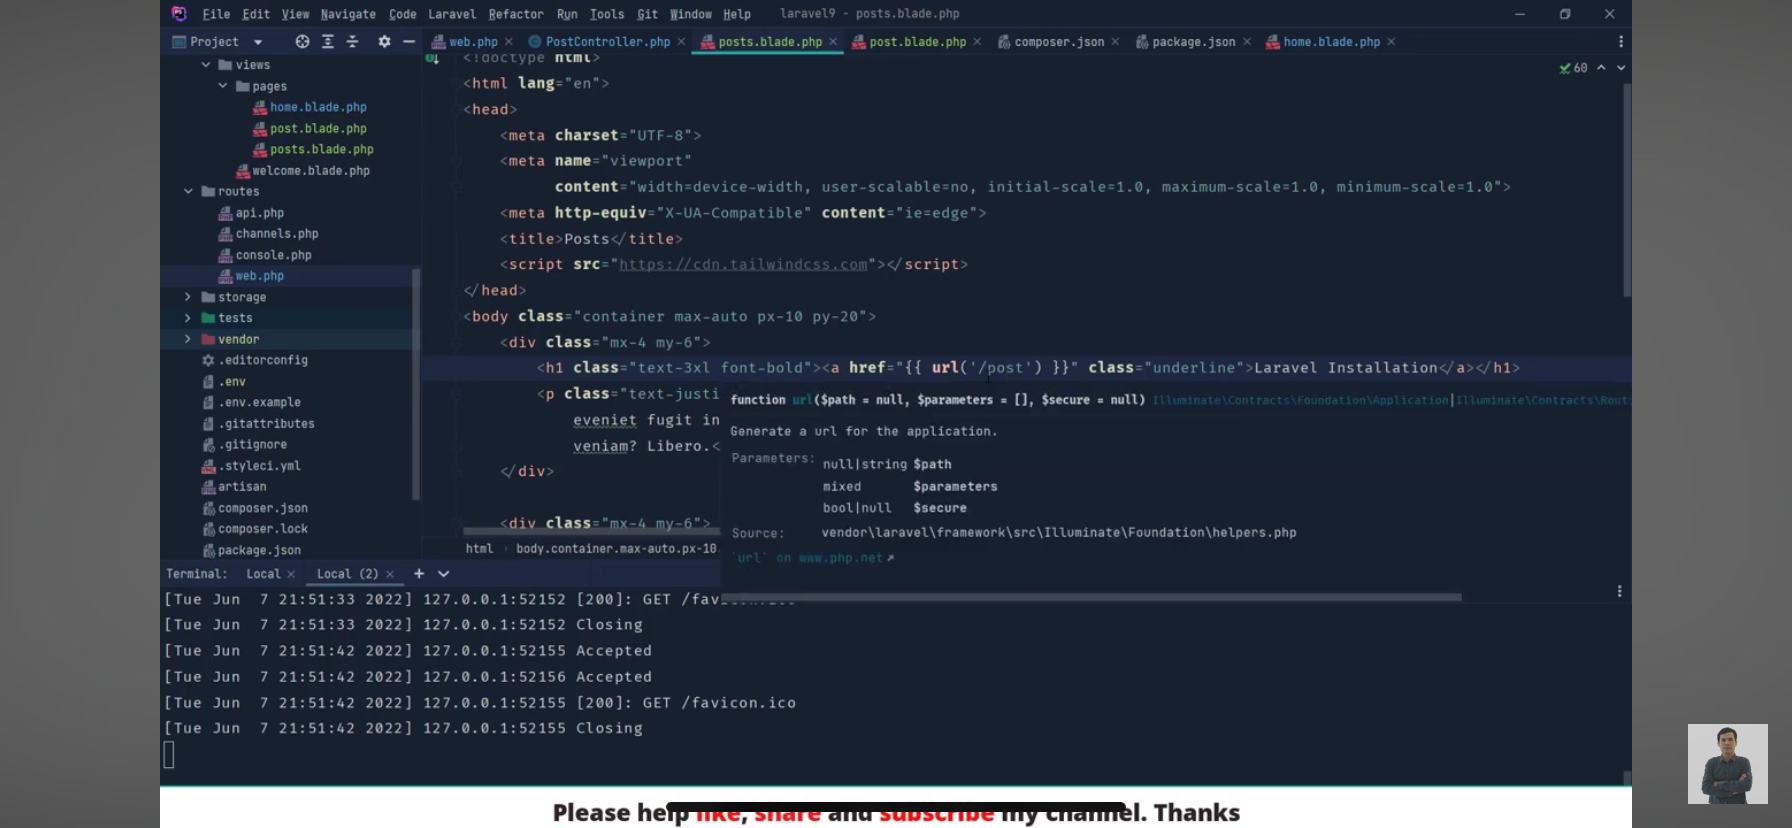 File Edit View Navigate Code Laravel Refactor Run Tools Git Window Help laravel9 - posts.blade.php
Project
web.php PostController.php posts.blade.php post.blade.php composer.json package.json home.blade.php
views
pages
home.blade.php
post.blade.php
posts.blade.php
welcome.blade.php
routes
api.php
channels.php
console.php
web.php
storage
tests
vendor
.editorconfig
.env
.env.example
.gitattributes
.gitignore
.styleci.yml
artisan
composer.json
composer.lock
package.json
60
<!doctype html>
<html lang="en">
<head>
<meta charset="UTF-8">
<meta name="viewport"
content="width=device-width, user-scalable=no, initial-scale=1.0, maximum-scale=1.0, minimum-scale=1.0">
<meta http-equiv="X-UA-Compatible" content="ie=edge">
<title>Posts</title>
<script src="https://cdn.tailwindcss.com"></script>
</head>
<body class="container max-auto px-10 py-20">
<div class="mx-4 my-6">
<h1 class="text-3xl font-bold"><a href="{{ url('/post') }}" class="underline">Laravel Installation</a></h1>
<p class="text-justi
eveniet fugit in
veniam? Libero.<
</div>
<div class="mx-4 my-6">
function url($path = null, $parameters = [], $secure = null) Illuminate\Contracts\Foundation\Application|Illuminate\Contracts\Rout
Generate a url for the application.
Parameters: null|string $path
mixed $parameters
bool|null $secure
Source: vendor\laravel\framework\src\Illuminate\Foundation\helpers.php
`url` on www.php.net
html › body.container.max-auto.px-10.
Terminal: Local Local (2)
[Tue Jun  7 21:51:33 2022] 127.0.0.1:52152 [200]: GET /favicon.ico
[Tue Jun  7 21:51:33 2022] 127.0.0.1:52152 Closing
[Tue Jun  7 21:51:42 2022] 127.0.0.1:52155 Accepted
[Tue Jun  7 21:51:42 2022] 127.0.0.1:52156 Accepted
[Tue Jun  7 21:51:42 2022] 127.0.0.1:52155 [200]: GET /favicon.ico
[Tue Jun  7 21:51:42 2022] 127.0.0.1:52155 Closing
Please help like, share and subscribe my channel. Thanks